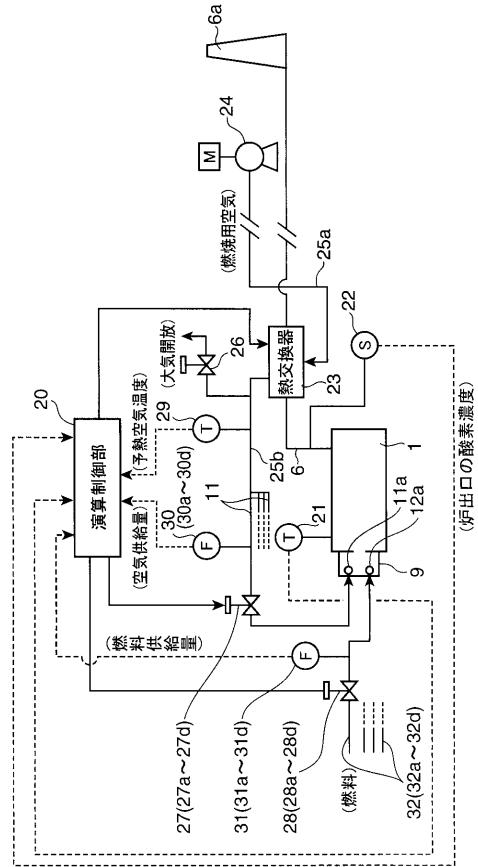 6a
24
M
(燃焼用空気)
25a
22
S
(大気開放)
26
熱交換器
23
20
演算制御部
(予熱空気温度)
29
T
(空気供給量)
30
(30a～30d)
F
25b
11
6
21
T
1
11a
12a
9
(炉出口の酸素濃度)
(燃料供給量)
F
27(27a～27d)
31(31a～31d)
28(28a～28d)
(燃料)
32(32a～32d)